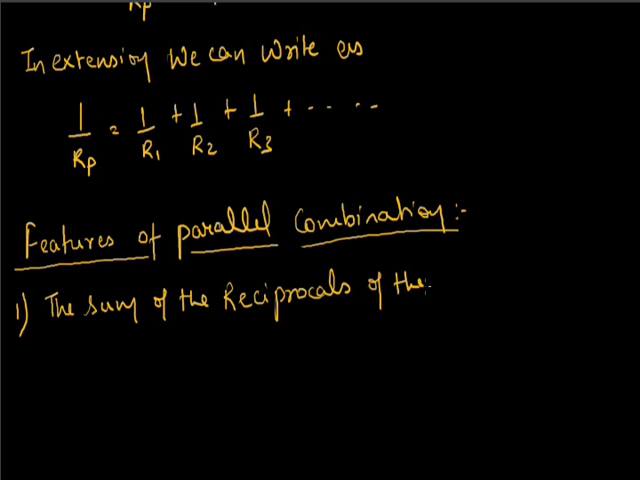 Rp
In extension we can write as
1/Rp = 1/R1 + 1/R2 + 1/R3 + ......
Features of parallel Combination :-
1) The sum of the Reciprocals of the